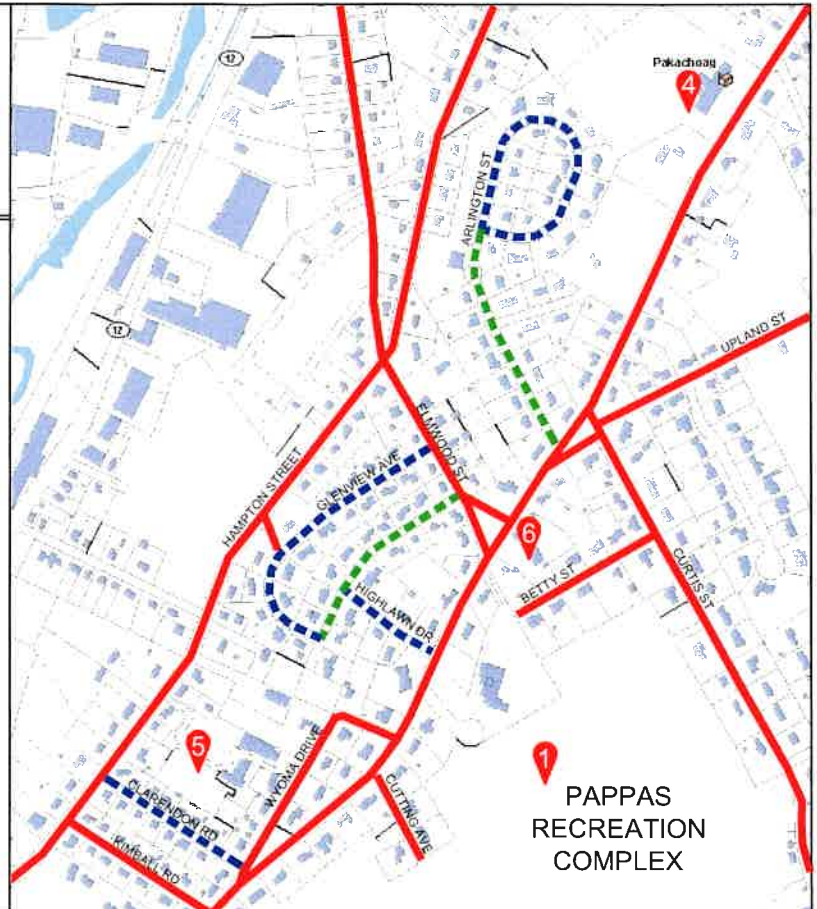 12
Pakachoag
4
ARLINGTON ST
12
UPLAND ST
ELMWOOD ST
GLENVIEW AVE
HAMPTON STREET
6
BETTY ST
CURTIS ST
HIGHLAWN DR
5
WYOMA DRIVE
1
CUTTING AVE
PAPPAS
RECREATION
COMPLEX
CLARENDON RD
KIMBALL RD